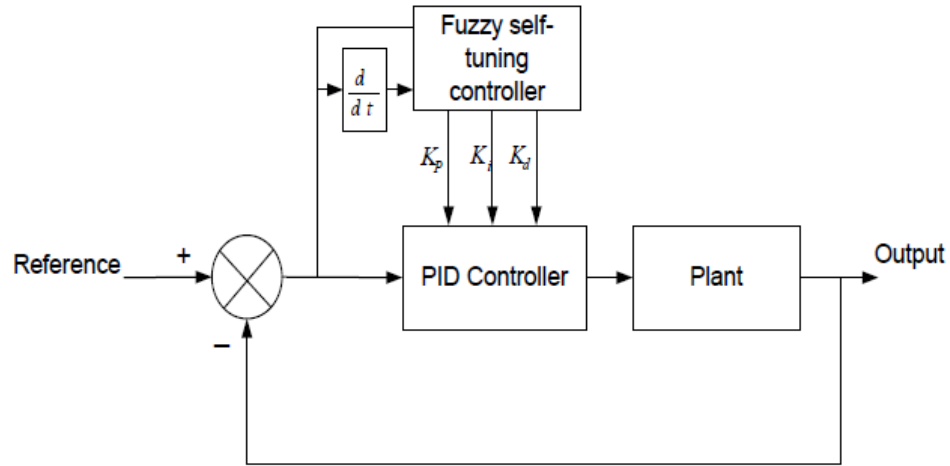 Fuzzy self-
tuning
controller
d
d t
K_p K_i K_d
Reference
+
−
PID Controller
Plant
Output